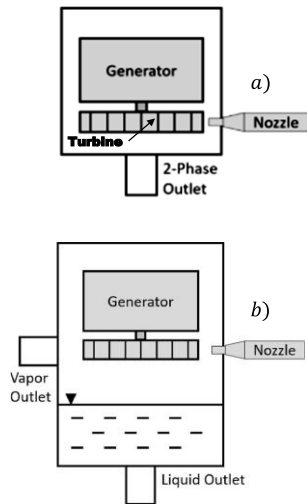 Generator
a)
Turbine
Nozzle
2-Phase
Outlet
b)
Generator
Nozzle
Vapor
Outlet
Liquid Outlet